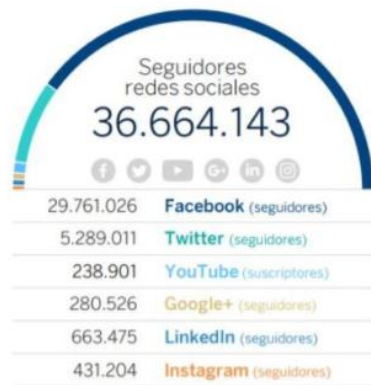 Seguidores
redes sociales
36.664.143
29.761.026 Facebook (seguidores)
5.289.011 Twitter (seguidores)
238.901 YouTube (suscriptores)
280.526 Google+ (seguidores)
663.475 LinkedIn (seguidores)
431.204 Instagram (seguidores)